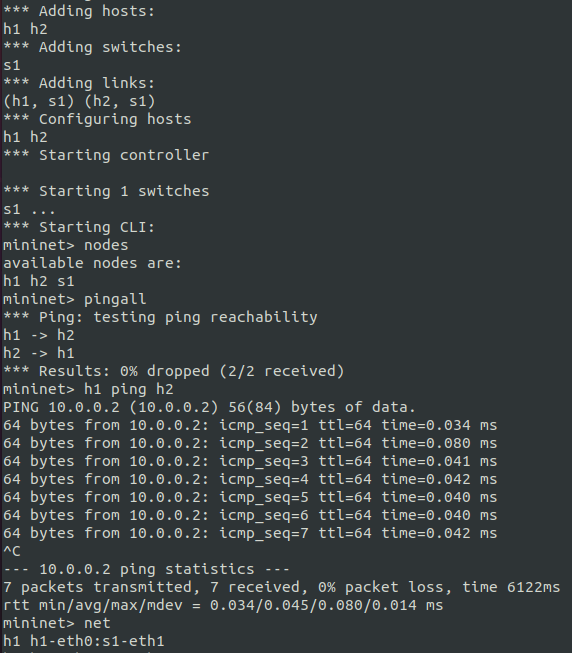 *** Adding hosts:
h1 h2
*** Adding switches:
s1
*** Adding links:
(h1, s1) (h2, s1)
*** Configuring hosts
h1 h2
*** Starting controller

*** Starting 1 switches
s1 ...
*** Starting CLI:
mininet> nodes
available nodes are:
h1 h2 s1
mininet> pingall
*** Ping: testing ping reachability
h1 -> h2
h2 -> h1
*** Results: 0% dropped (2/2 received)
mininet> h1 ping h2
PING 10.0.0.2 (10.0.0.2) 56(84) bytes of data.
64 bytes from 10.0.0.2: icmp_seq=1 ttl=64 time=0.034 ms
64 bytes from 10.0.0.2: icmp_seq=2 ttl=64 time=0.080 ms
64 bytes from 10.0.0.2: icmp_seq=3 ttl=64 time=0.041 ms
64 bytes from 10.0.0.2: icmp_seq=4 ttl=64 time=0.042 ms
64 bytes from 10.0.0.2: icmp_seq=5 ttl=64 time=0.040 ms
64 bytes from 10.0.0.2: icmp_seq=6 ttl=64 time=0.040 ms
64 bytes from 10.0.0.2: icmp_seq=7 ttl=64 time=0.042 ms
^C
--- 10.0.0.2 ping statistics ---
7 packets transmitted, 7 received, 0% packet loss, time 6122ms
rtt min/avg/max/mdev = 0.034/0.045/0.080/0.014 ms
mininet> net
h1 h1-eth0:s1-eth1